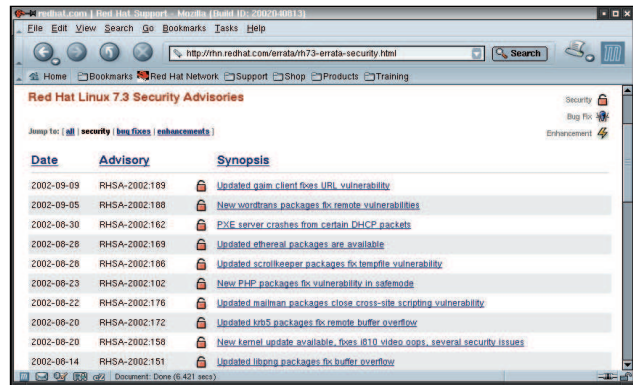 redhat.com | Red Hat Support - Mozilla {Build ID: 2002040813}
File Edit View Search Go Bookmarks Tasks Help
http://rhn.redhat.com/errata/rh73-errata-security.html Search
Home Bookmarks Red Hat Network Support Shop Products Training
Red Hat Linux 7.3 Security Advisories
Security
Bug Fix
Enhancement
Jump to: [ all | security | bug fixes | enhancements ]
Date Advisory Synopsis
2002-09-09 RHSA-2002:189 Updated gaim client fixes URL vulnerability
2002-09-05 RHSA-2002:188 New wordtrans packages fix remote vulnerabilities
2002-08-30 RHSA-2002:162 PXE server crashes from certain DHCP packets
2002-08-28 RHSA-2002:169 Updated ethereal packages are available
2002-08-28 RHSA-2002:186 Updated scrollkeeper packages fix tempfile vulnerability
2002-08-23 RHSA-2002:102 New PHP packages fix vulnerability in safemode
2002-08-22 RHSA-2002:176 Updated mailman packages close cross-site scripting vulnerability
2002-08-20 RHSA-2002:172 Updated krb5 packages fix remote buffer overflow
2002-08-20 RHSA-2002:158 New kernel update available, fixes i810 video oops, several security issues
2002-08-14 RHSA-2002:151 Updated libpng packages fix buffer overflow
Document: Done (6.421 secs)